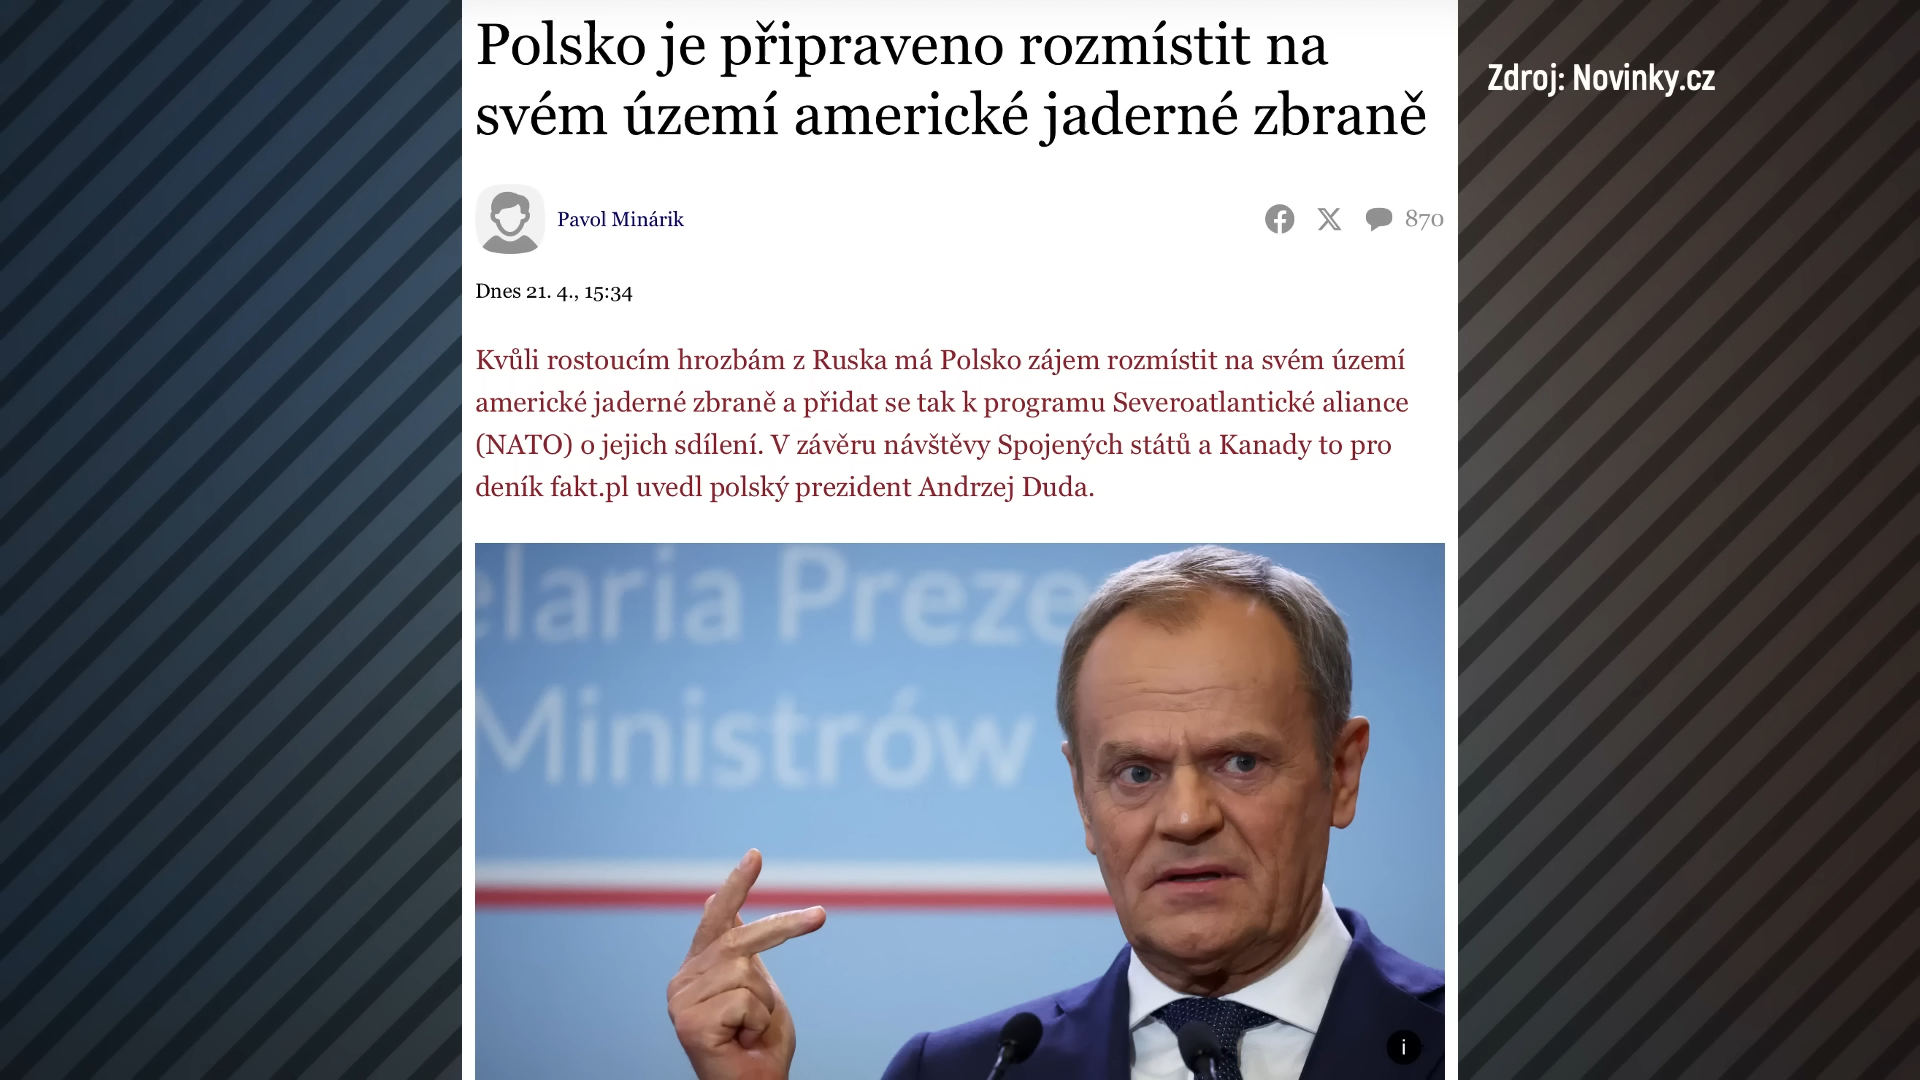 Polsko je připraveno rozmístit na
svém území americké jaderné zbraně
Zdroj: Novinky.cz
Pavol Minárik
870
Dnes 21. 4., 15:34
Kvůli rostoucím hrozbám z Ruska má Polsko zájem rozmístit na svém území
americké jaderné zbraně a přidat se tak k programu Severoatlantické aliance
(NATO) o jejich sdílení. V závěru návštěvy Spojených států a Kanady to pro
deník fakt.pl uvedl polský prezident Andrzej Duda.
elaria Preze
Ministrów
i